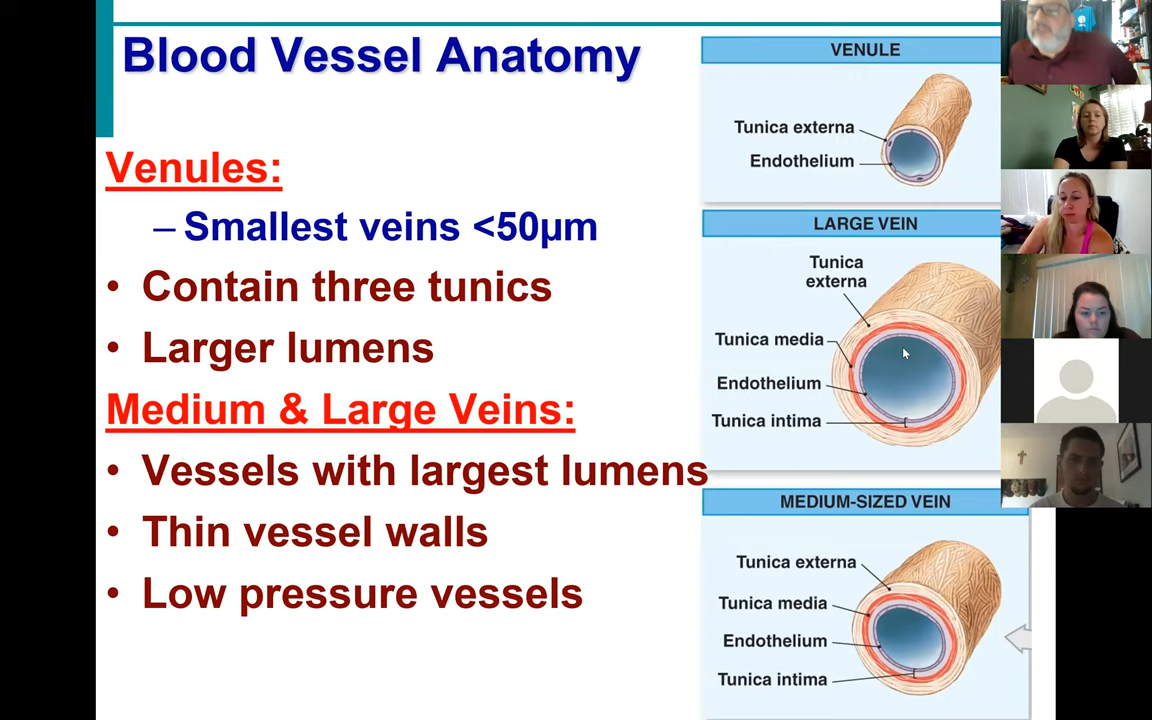 Blood Vessel Anatomy
Venules:
– Smallest veins <50µm
• Contain three tunics
• Larger lumens
Medium & Large Veins:
• Vessels with largest lumens
• Thin vessel walls
• Low pressure vessels
VENULE
Tunica externa
Endothelium
LARGE VEIN
Tunica
externa
Tunica media
Endothelium
Tunica intima
MEDIUM-SIZED VEIN
Tunica externa
Tunica media
Endothelium
Tunica intima